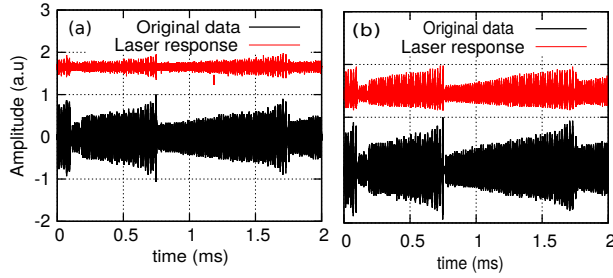 (a)
Original data
Laser response
Amplitude (a.u)
3
2
1
0
-1
-2
0
0.5
1
1.5
2
time (ms)
(b)
Original data
Laser response
0
0.5
1
1.5
2
time (ms)